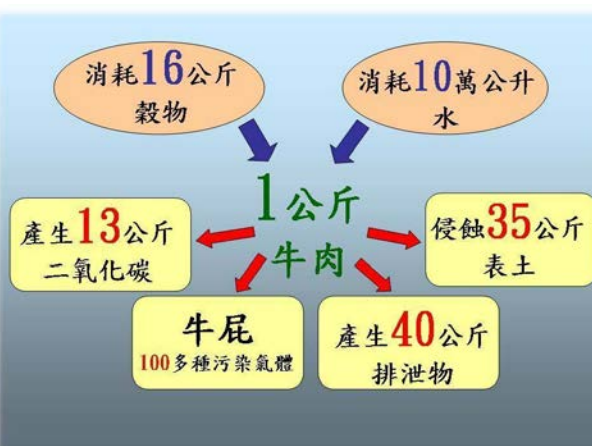 消耗16公斤
穀物
消耗10萬公升
水
1公斤
牛肉
產生13公斤
二氧化碳
侵蝕35公斤
表土
牛屁
100多種污染氣體
產生40公斤
排泄物